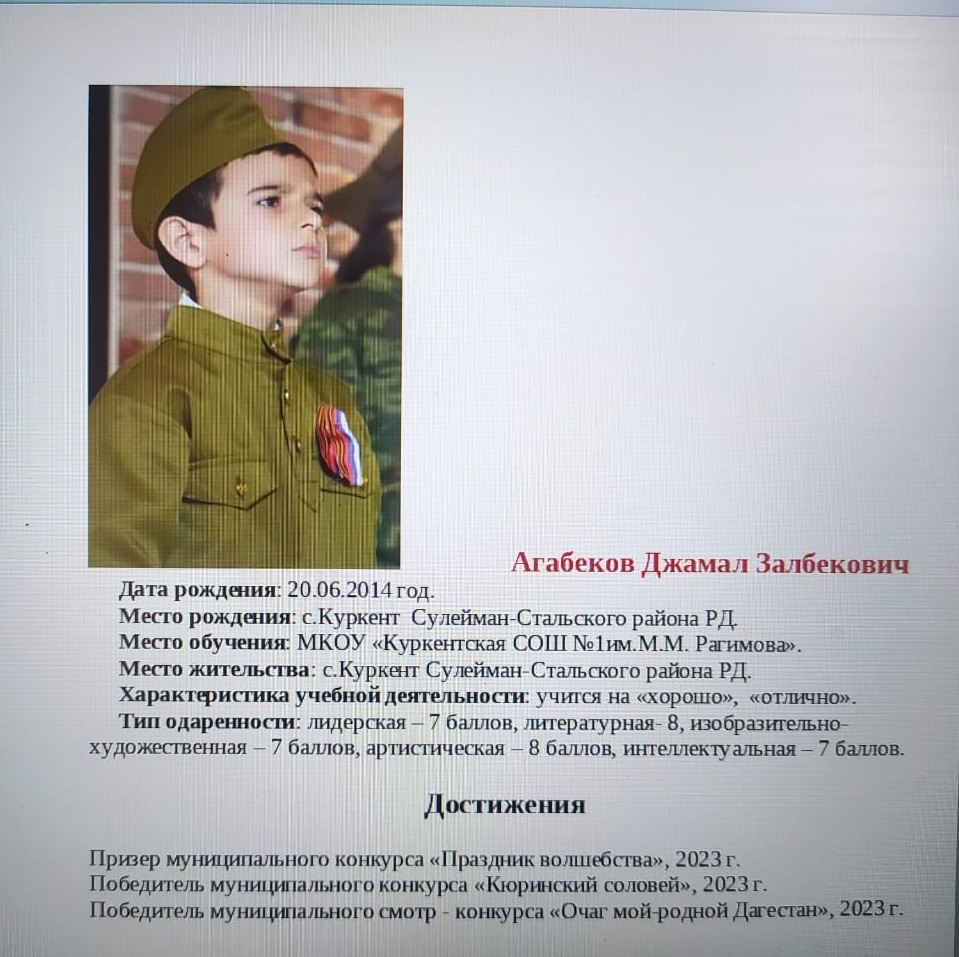 Агабеков Джамал Залбекович
Дата рождения: 20.06.2014 год.
Место рождения: с.Куркент Сулейман-Стальского района РД.
Место обучения: МКОУ «Куркентская СОШ №1им.М.М. Рагимова».
Место жительства: с.Куркент Сулейман-Стальского района РД.
Характеристика учебной деятельности: учится на «хорошо», «отлично».
Тип одаренности: лидерская – 7 баллов, литературная- 8, изобразительно-
художественная – 7 баллов, артистическая – 8 баллов, интеллектуальная – 7 баллов.
Достижения
Призер муниципального конкурса «Праздник волшебства», 2023 г.
Победитель муниципального конкурса «Кюринский соловей», 2023 г.
Победитель муниципального смотр - конкурса «Очаг мой-родной Дагестан», 2023 г.